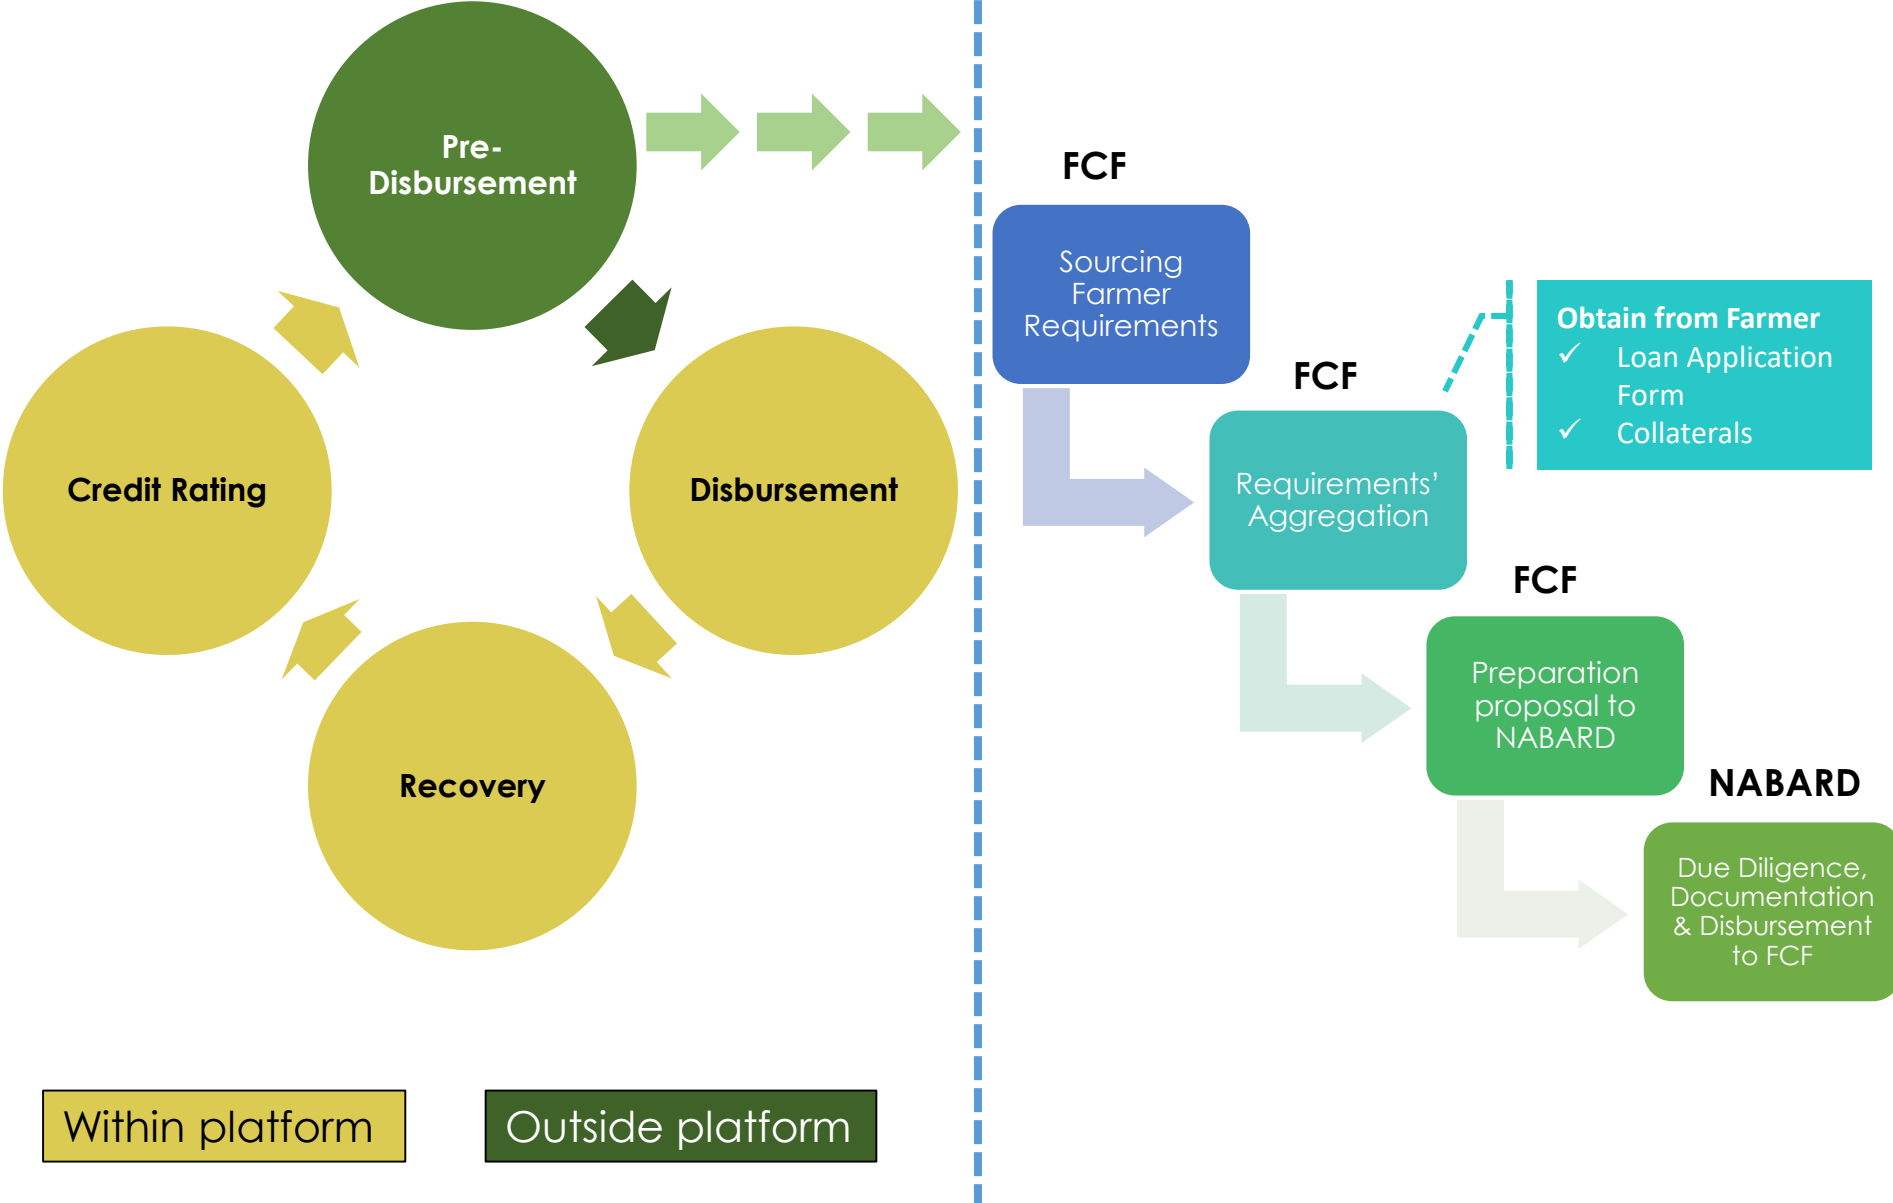 Pre-
Disbursement
Credit Rating
Disbursement
Recovery
Within platform
Outside platform
FCF
Sourcing
Farmer
Requirements
FCF
Requirements’
Aggregation
Obtain from Farmer
✓ Loan Application
Form
✓ Collaterals
FCF
Preparation
proposal to
NABARD
NABARD
Due Diligence,
Documentation
& Disbursement
to FCF